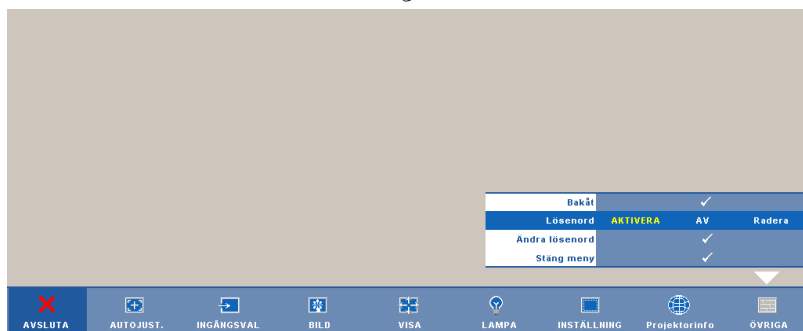 Bakåt
Lösenord AKTIVERA AV Radera
Ändra lösenord
Stäng meny
AVSLUTA AUTOJUST. INGÅNGSVAL BILD VISA LAMPA INSTÄLLNING Projektorinfo ÖVRIGA